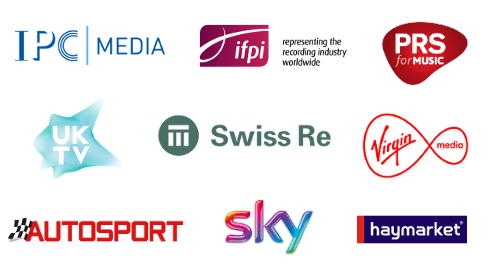 IPC MEDIA
ifpi
representing the
recording industry
worldwide
PRS
for MUSIC
UK
TV
Swiss Re
Virgin media
AUTOSPORT
sky
haymarket